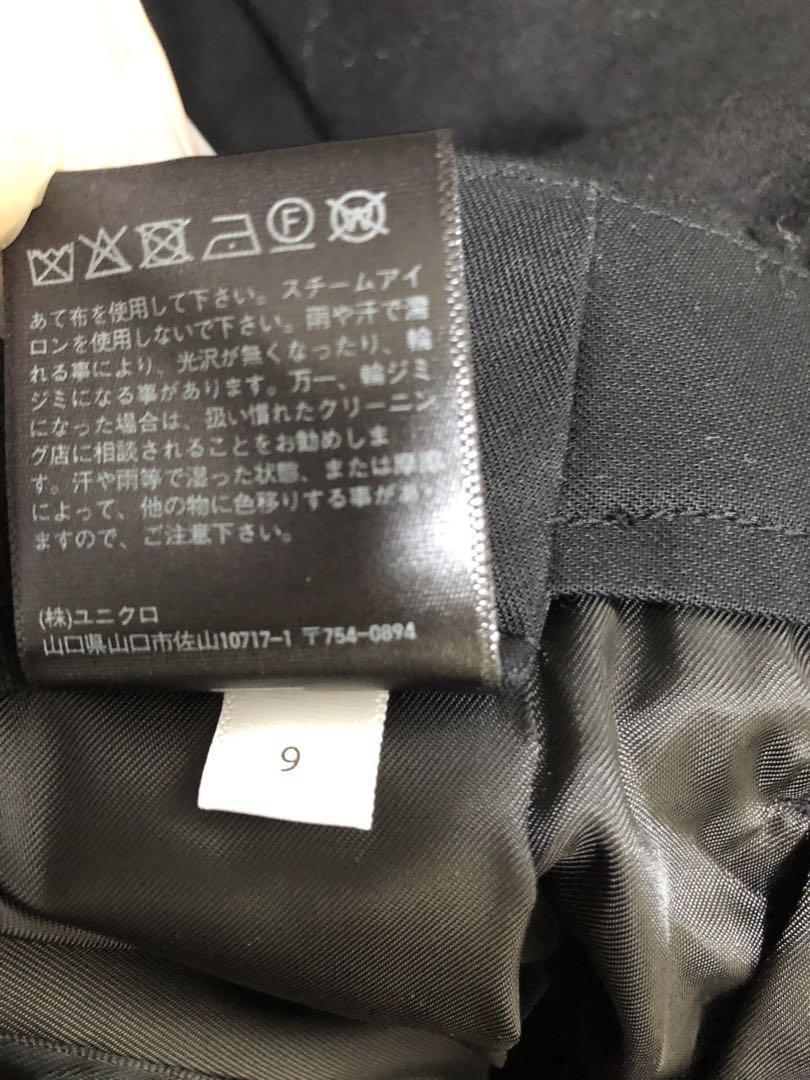 F W
あて布を使用して下さい。スチームアイ
ロンを使用しないで下さい。雨や汗で濡
れる事により、光沢が無くなったり、輪
ジミになる事があります。万一、輪ジミ
になった場合は、扱い慣れたクリーニン
グ店に相談されることをお勧めしま
す。汗や雨等で湿った状態、または摩擦
によって、他の物に色移りする事があり
ますので、ご注意下さい。
(株)ユニクロ
山口県山口市佐山10717-1 〒754-0894
9